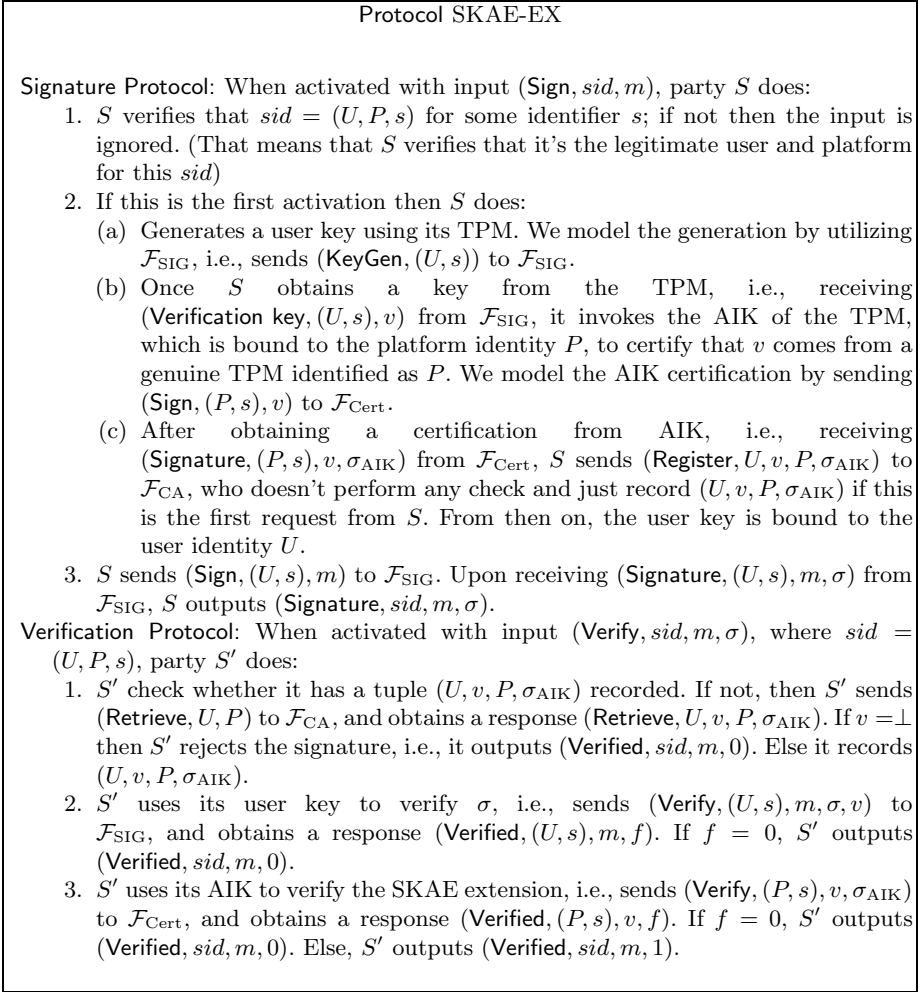 Protocol SKAE-EX
Signature Protocol: When activated with input (Sign, sid, m), party S does:
1. S verifies that sid = (U, P, s) for some identifier s; if not then the input is
ignored. (That means that S verifies that it's the legitimate user and platform
for this sid)
2. If this is the first activation then S does:
(a) Generates a user key using its TPM. We model the generation by utilizing
F_SIG, i.e., sends (KeyGen, (U, s)) to F_SIG.
(b) Once S obtains a key from the TPM, i.e., receiving
(Verification key, (U, s), v) from F_SIG, it invokes the AIK of the TPM,
which is bound to the platform identity P, to certify that v comes from a
genuine TPM identified as P. We model the AIK certification by sending
(Sign, (P, s), v) to F_Cert.
(c) After obtaining a certification from AIK, i.e., receiving
(Signature, (P, s), v, σ_AIK) from F_Cert, S sends (Register, U, v, P, σ_AIK) to
F_CA, who doesn't perform any check and just record (U, v, P, σ_AIK) if this
is the first request from S. From then on, the user key is bound to the
user identity U.
3. S sends (Sign, (U, s), m) to F_SIG. Upon receiving (Signature, (U, s), m, σ) from
F_SIG, S outputs (Signature, sid, m, σ).
Verification Protocol: When activated with input (Verify, sid, m, σ), where sid =
(U, P, s), party S′ does:
1. S′ check whether it has a tuple (U, v, P, σ_AIK) recorded. If not, then S′ sends
(Retrieve, U, P) to F_CA, and obtains a response (Retrieve, U, v, P, σ_AIK). If v =⊥
then S′ rejects the signature, i.e., it outputs (Verified, sid, m, 0). Else it records
(U, v, P, σ_AIK).
2. S′ uses its user key to verify σ, i.e., sends (Verify, (U, s), m, σ, v) to
F_SIG, and obtains a response (Verified, (U, s), m, f). If f = 0, S′ outputs
(Verified, sid, m, 0).
3. S′ uses its AIK to verify the SKAE extension, i.e., sends (Verify, (P, s), v, σ_AIK)
to F_Cert, and obtains a response (Verified, (P, s), v, f). If f = 0, S′ outputs
(Verified, sid, m, 0). Else, S′ outputs (Verified, sid, m, 1).